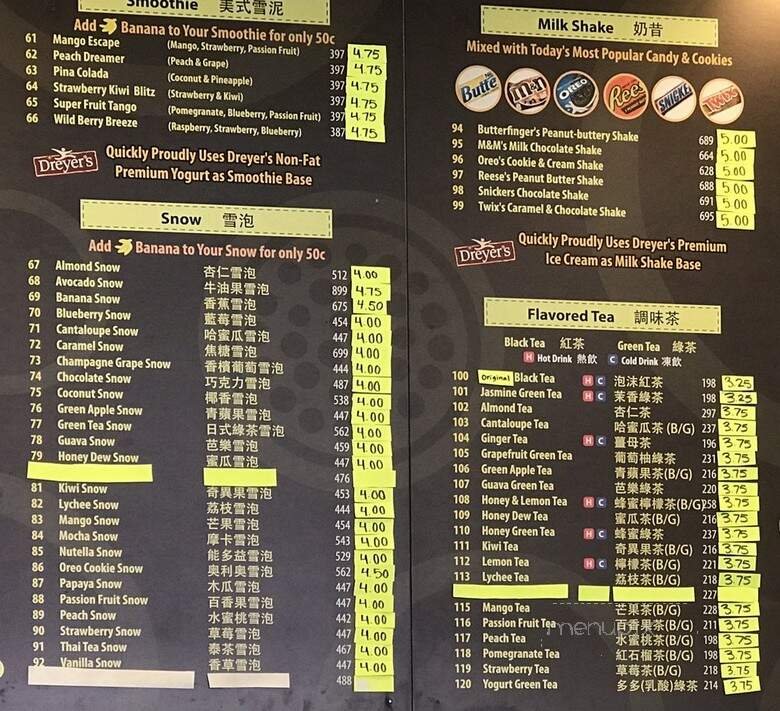 Smoothie 美式雪泥
Add Banana to Your Smoothie for only 50c
61 Mango Escape (Mango, Strawberry, Passion Fruit) 397 4.75
62 Peach Dreamer (Peach & Grape) 397 4.75
63 Pina Colada (Coconut & Pineapple) 397 4.75
64 Strawberry Kiwi Blitz (Strawberry & Kiwi) 397 4.75
65 Super Fruit Tango (Pomegranate, Blueberry, Passion Fruit) 397 4.75
66 Wild Berry Breeze (Raspberry, Strawberry, Blueberry) 387 4.75
Dreyer's
Quickly Proudly Uses Dreyer's Non-Fat
Premium Yogurt as Smoothie Base
Snow 雪泡
Add Banana to Your Snow for only 50c
67 Almond Snow 杏仁雪泡 512 4.00
68 Avocado Snow 牛油果雪泡 899 4.75
69 Banana Snow 香蕉雪泡 675 4.50
70 Blueberry Snow 藍莓雪泡 454 4.00
71 Cantaloupe Snow 哈蜜瓜雪泡 447 4.00
72 Caramel Snow 焦糖雪泡 699 4.00
73 Champagne Grape Snow 香檳葡萄雪泡 444 4.00
74 Chocolate Snow 巧克力雪泡 487 4.00
75 Coconut Snow 椰香雪泡 538 4.00
76 Green Apple Snow 青蘋果雪泡 447 4.00
77 Green Tea Snow 日式綠茶雪泡 562 4.00
78 Guava Snow 芭樂雪泡 459 4.00
79 Honey Dew Snow 蜜瓜雪泡 447 4.00
476
81 Kiwi Snow 奇異果雪泡 453 4.00
82 Lychee Snow 荔枝雪泡 444 4.00
83 Mango Snow 芒果雪泡 454 4.00
84 Mocha Snow 摩卡雪泡 543 4.00
85 Nutella Snow 能多益雪泡 529 4.00
86 Oreo Cookie Snow 奧利奧雪泡 562 4.50
87 Papaya Snow 木瓜雪泡 447 4.00
88 Passion Fruit Snow 百香果雪泡 447 4.00
89 Peach Snow 水蜜桃雪泡 442 4.00
90 Strawberry Snow 草莓雪泡 447 4.00
91 Thai Tea Snow 泰茶雪泡 467 4.00
92 Vanilla Snow 香草雪泡 447 4.00
488
Milk Shake 奶昔
Mixed with Today's Most Popular Candy & Cookies
Butte m&m OREO Rees SNICKE Twix
94 Butterfinger's Peanut-buttery Shake 689 5.00
95 M&M's Milk Chocolate Shake 664 5.00
96 Oreo's Cookie & Cream Shake 628 5.00
97 Reese's Peanut Butter Shake 688 5.00
98 Snickers Chocolate Shake 691 5.00
99 Twix's Caramel & Chocolate Shake 695 5.00
Dreyer's
Quickly Proudly Uses Dreyer's Premium
Ice Cream as Milk Shake Base
Flavored Tea 調味茶
Black Tea 紅茶 Green Tea 綠茶
H Hot Drink 熱飲 C Cold Drink 凍飲
100 Original Black Tea H C 泡沫紅茶 198 3.25
101 Jasmine Green Tea H C 茉香綠茶 198 3.25
102 Almond Tea 杏仁茶 297 3.75
103 Cantaloupe Tea 哈蜜瓜茶 (B/G) 237 3.75
104 Ginger Tea H C 薑母茶 196 3.75
105 Grapefruit Green Tea 葡萄柚綠茶 231 3.75
106 Green Apple Tea 青蘋果茶(B/G) 216 3.75
107 Guava Green Tea 芭樂綠茶 220 3.75
108 Honey & Lemon Tea H C 蜂蜜檸檬茶(B/G)258 3.75
109 Honey Dew Tea 蜜瓜茶(B/G) 216 3.75
110 Honey Green Tea H C 蜂蜜綠茶 237 3.75
111 Kiwi Tea 奇異果茶(B/G) 216 3.75
112 Lemon Tea H C 檸檬茶(B/G) 221 3.75
113 Lychee Tea 荔枝茶(B/G) 218 3.75
227
115 Mango Tea 芒果茶(B/G) 228 3.75
116 Passion Fruit Tea 百香果茶(B/G) 211 3.75
117 Peach Tea 水蜜桃茶(B/G) 198 3.75
118 Pomegranate Tea 紅石榴茶(B/G) 198 3.75
119 Strawberry Tea 草莓茶(B/G) 218 3.75
120 Yogurt Green Tea 多多(乳酸)綠茶 214 3.75